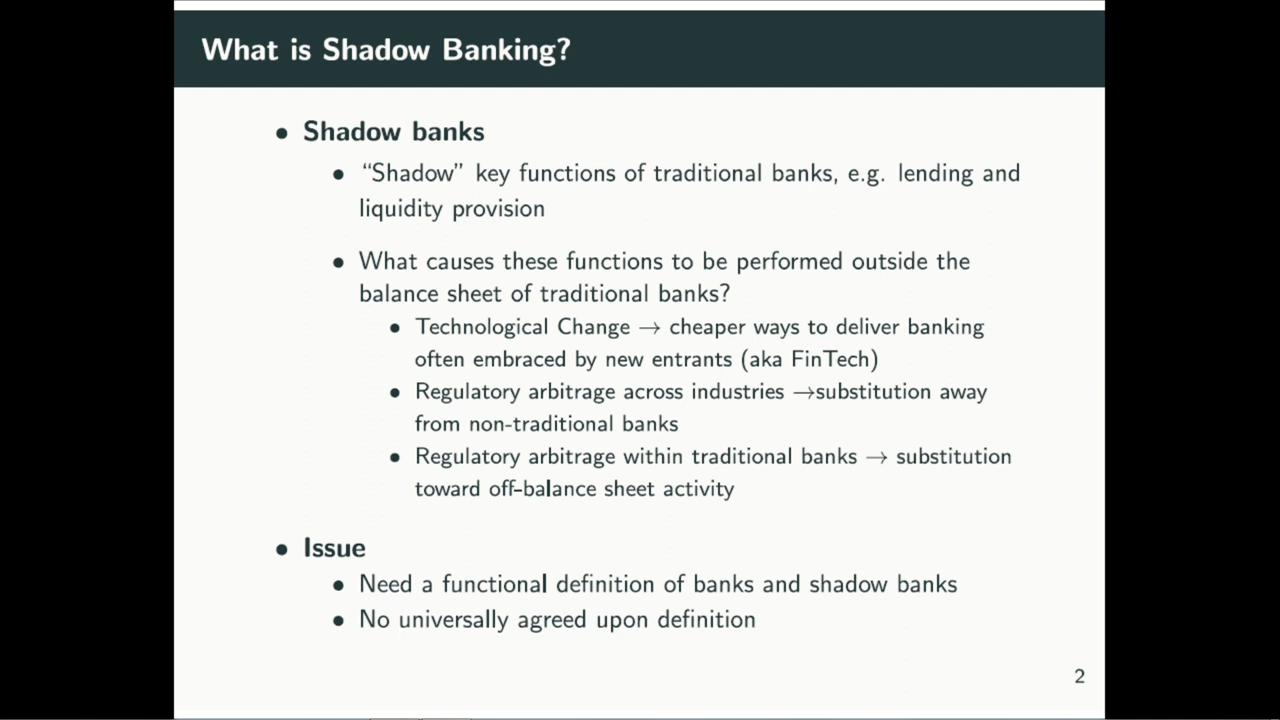 What is Shadow Banking?
• Shadow banks
• “Shadow” key functions of traditional banks, e.g. lending and
liquidity provision
• What causes these functions to be performed outside the
balance sheet of traditional banks?
• Technological Change → cheaper ways to deliver banking
often embraced by new entrants (aka FinTech)
• Regulatory arbitrage across industries →substitution away
from non-traditional banks
• Regulatory arbitrage within traditional banks → substitution
toward off-balance sheet activity
• Issue
• Need a functional definition of banks and shadow banks
• No universally agreed upon definition
2